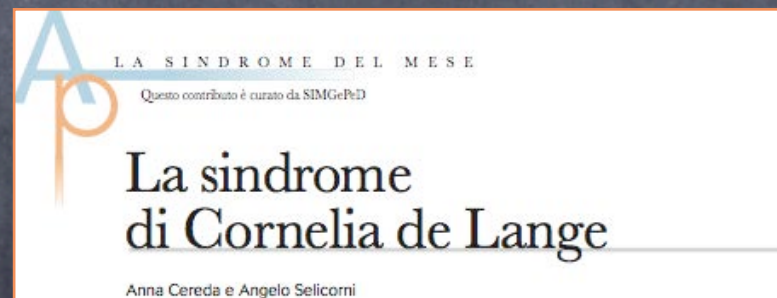 Ap
LA SINDROME DEL MESE
Questo contributo è curato da SIMGePeD
La sindrome
di Cornelia de Lange
Anna Cereda e Angelo Selicorni